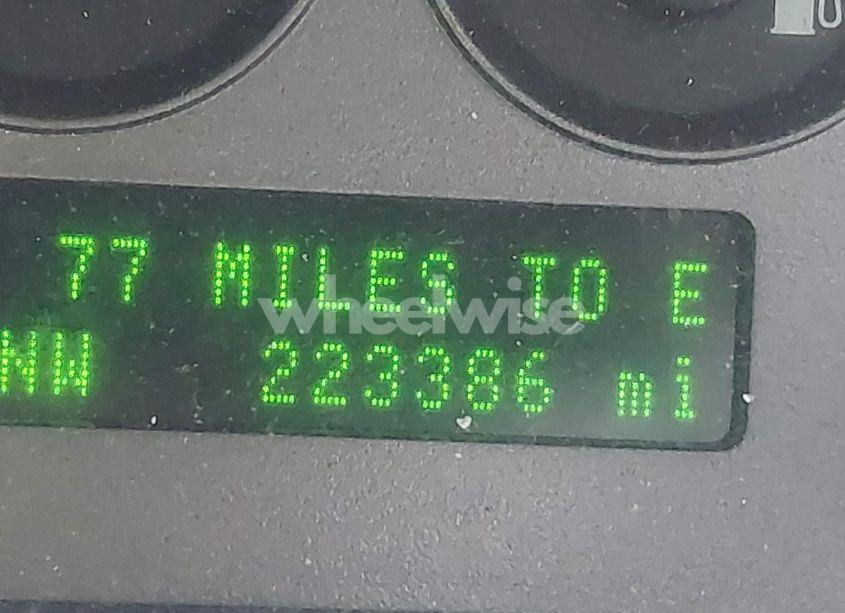 77 MILES TO E
wheelwise
NW 223386 mi